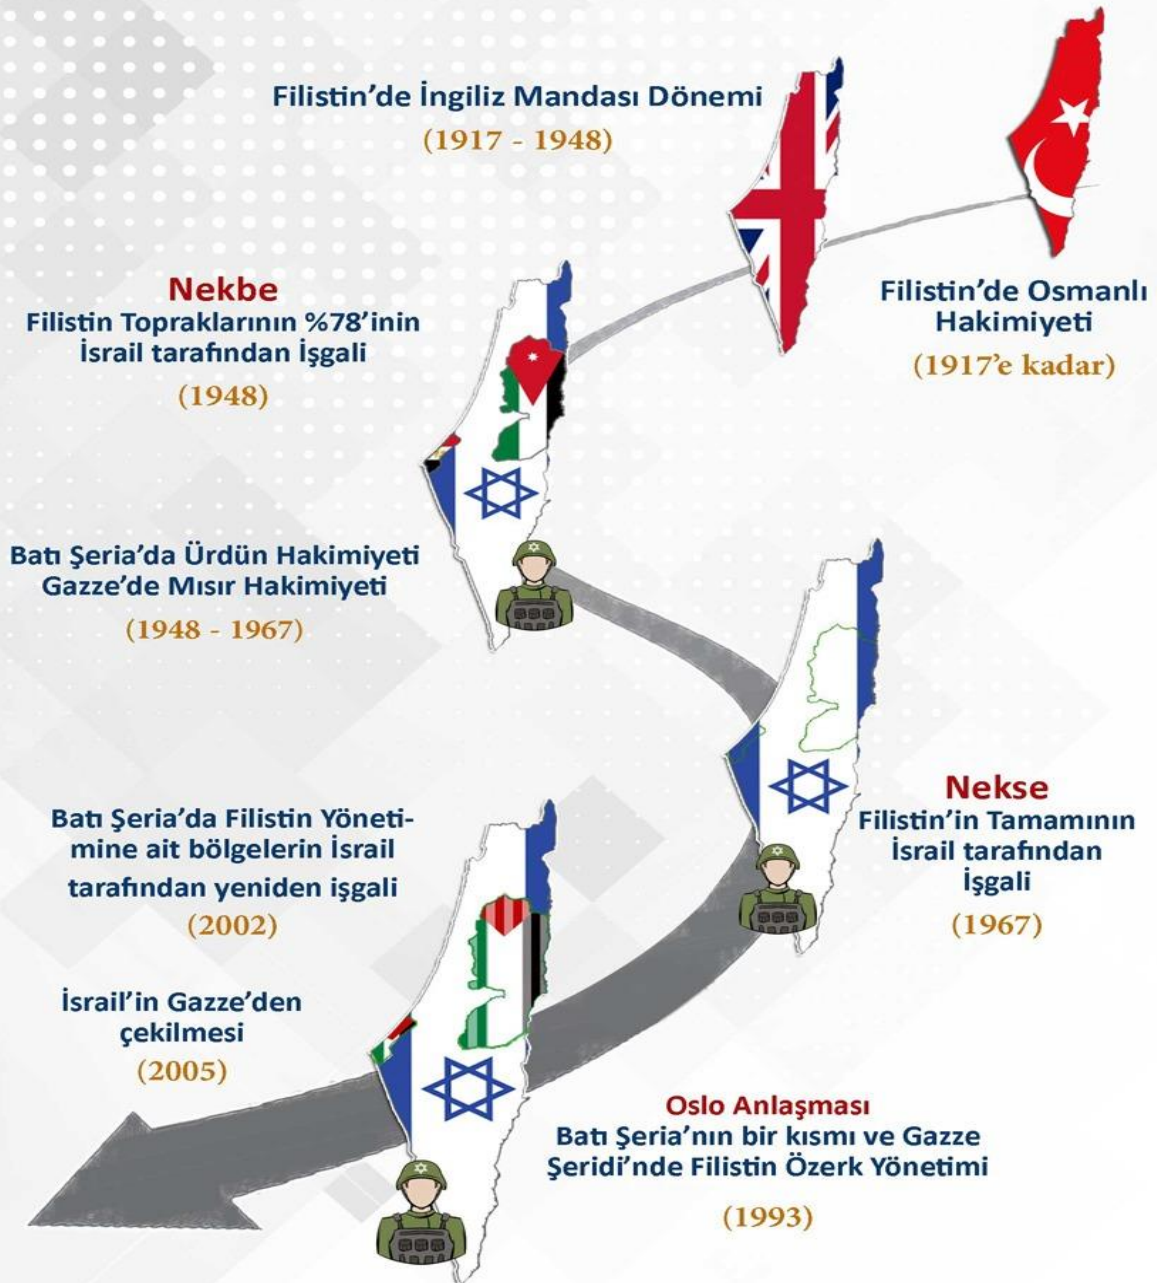 Filistin’de İngiliz Mandası Dönemi
(1917 - 1948)
Filistin’de Osmanlı
Hakimiyeti
(1917’e kadar)
Nekbe
Filistin Topraklarının %78’inin
İsrail tarafından İşgali
(1948)
Batı Şeria’da Ürdün Hakimiyeti
Gazze’de Mısır Hakimiyeti
(1948 - 1967)
Nekse
Filistin’in Tamamının
İsrail tarafından
İşgali
(1967)
Batı Şeria’da Filistin Yöneti-
mine ait bölgelerin İsrail
tarafından yeniden işgali
(2002)
İsrail’in Gazze’den
çekilmesi
(2005)
Oslo Anlaşması
Batı Şeria’nın bir kısmı ve Gazze
Şeridi’nde Filistin Özerk Yönetimi
(1993)